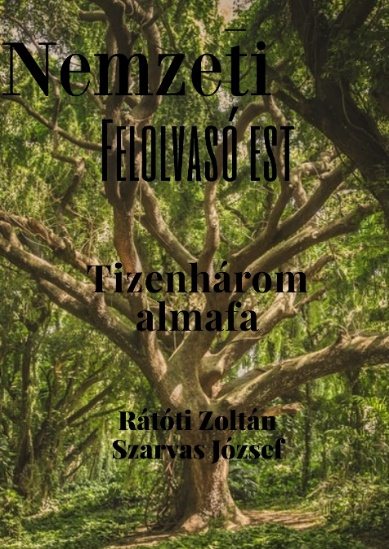 Nemzeti
Felolvasó est
Tizenhárom
almafa
Rátóti Zoltán
Szarvas József